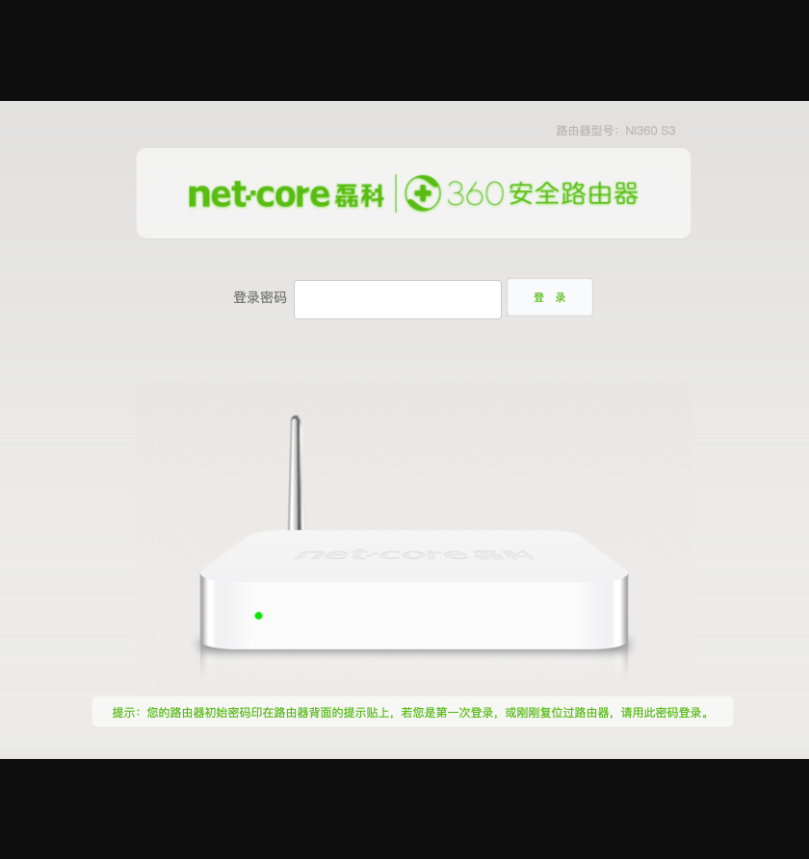 路由器型号：NI360 S3
net·core 磊科 360安全路由器
登录密码
登 录
net·core 磊科
提示：您的路由器初始密码印在路由器背面的提示贴上，若您是第一次登录，或刚刚复位过路由器，请用此密码登录。